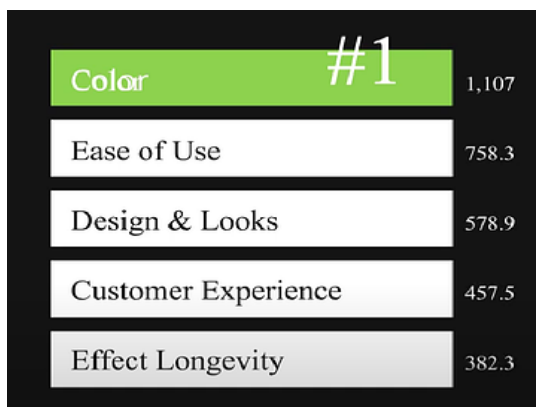 #1
Color 1,107
Ease of Use 758.3
Design & Looks 578.9
Customer Experience 457.5
Effect Longevity 382.3